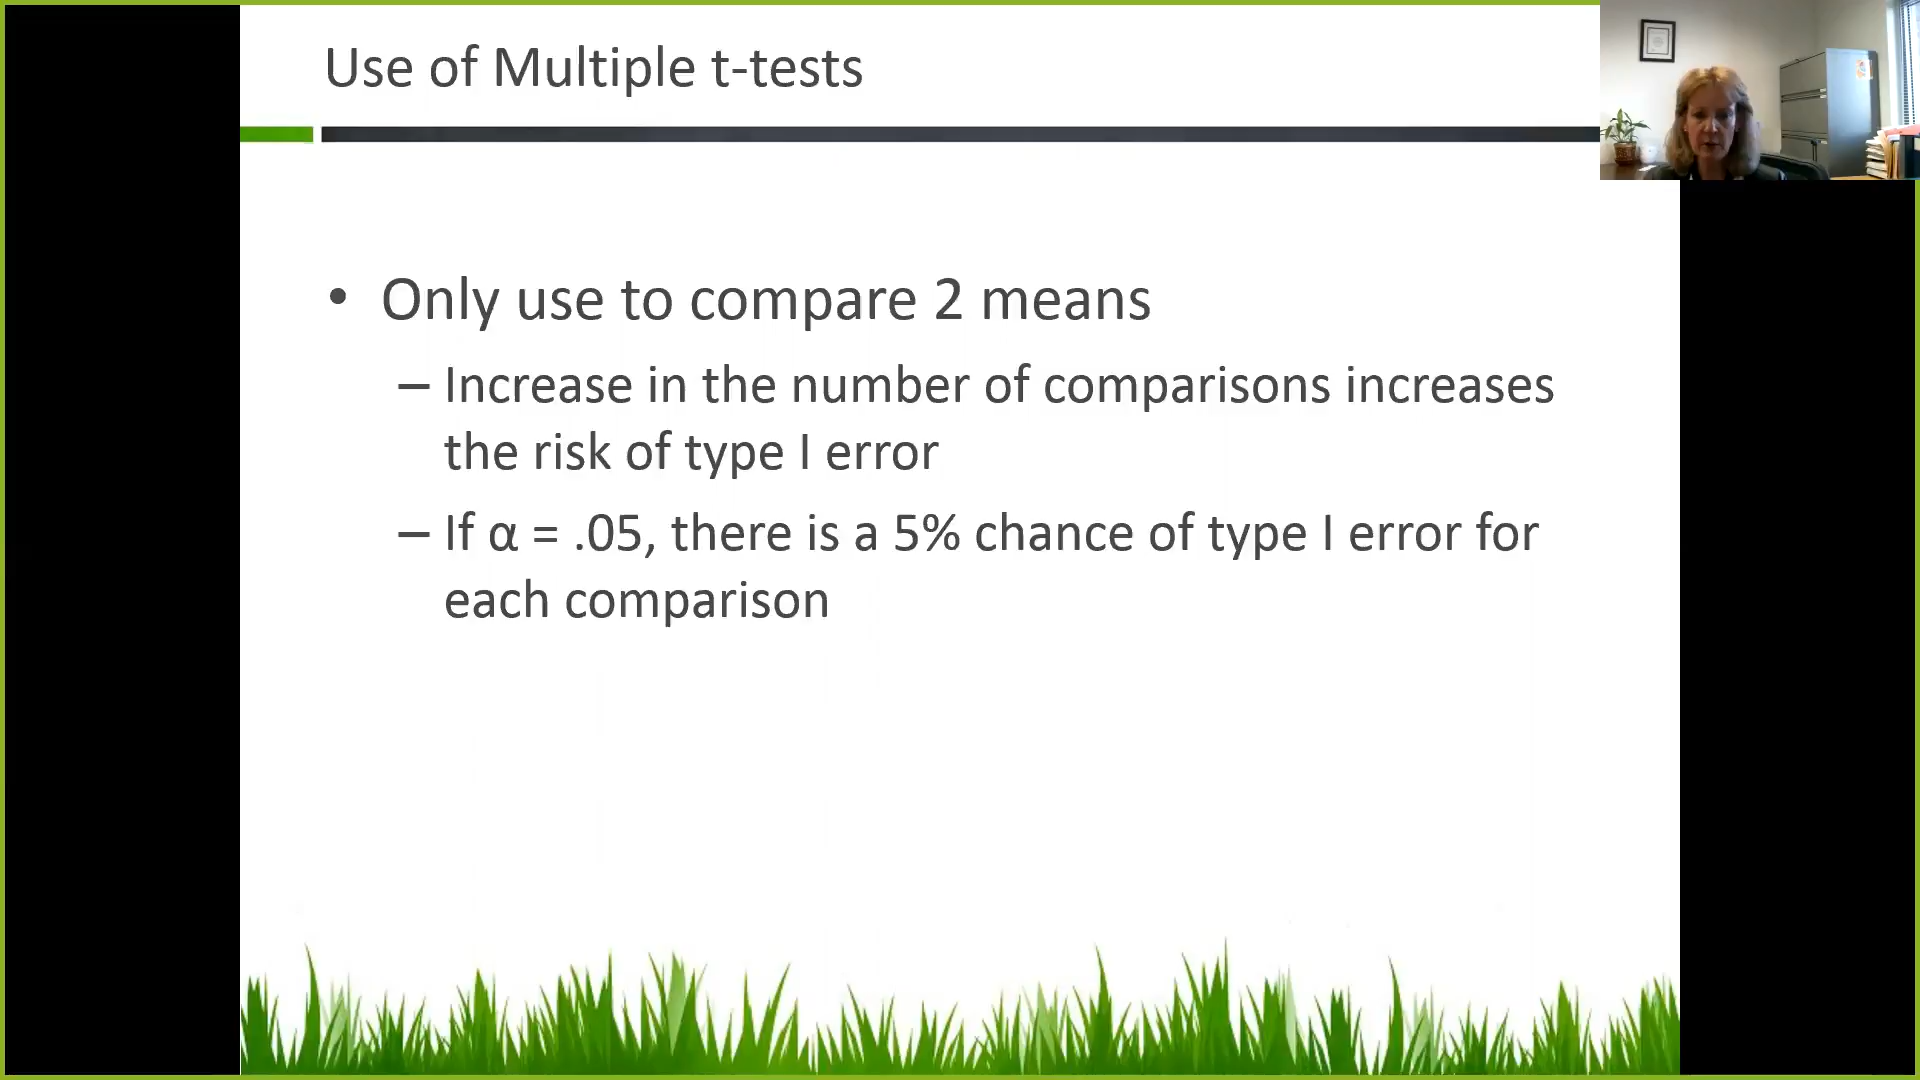 Use of Multiple t-tests
• Only use to compare 2 means
– Increase in the number of comparisons increases
the risk of type I error
– If α = .05, there is a 5% chance of type I error for
each comparison